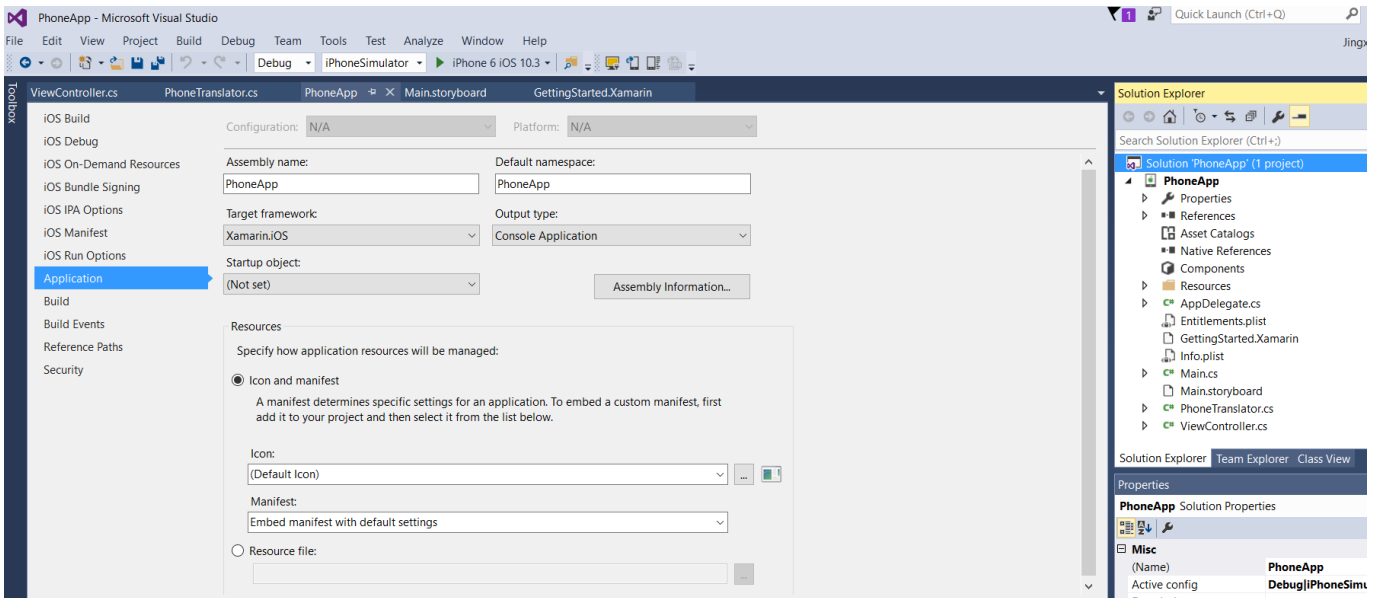 PhoneApp - Microsoft Visual Studio
1
Quick Launch (Ctrl+Q)
File Edit View Project Build Debug Team Tools Test Analyze Window Help
Debug iPhoneSimulator iPhone 6 iOS 10.3
Toolbox
ViewController.cs PhoneTranslator.cs PhoneApp Main.storyboard GettingStarted.Xamarin
iOS Build
iOS Debug
iOS On-Demand Resources
iOS Bundle Signing
iOS IPA Options
iOS Manifest
iOS Run Options
Application
Build
Build Events
Reference Paths
Security
Configuration: N/A Platform: N/A
Assembly name: Default namespace:
PhoneApp PhoneApp
Target framework: Output type:
Xamarin.iOS Console Application
Startup object:
(Not set) Assembly Information...
Resources
Specify how application resources will be managed:
Icon and manifest
A manifest determines specific settings for an application. To embed a custom manifest, first
add it to your project and then select it from the list below.
Icon:
(Default Icon) ...
Manifest:
Embed manifest with default settings
Resource file:
...
Solution Explorer
Search Solution Explorer (Ctrl+;)
Solution 'PhoneApp' (1 project)
PhoneApp
Properties
References
Asset Catalogs
Native References
Components
Resources
C# AppDelegate.cs
Entitlements.plist
GettingStarted.Xamarin
Info.plist
C# Main.cs
Main.storyboard
C# PhoneTranslator.cs
C# ViewController.cs
Solution Explorer Team Explorer Class View
Properties
PhoneApp Solution Properties
Misc
(Name) PhoneApp
Active config Debug|iPhoneSimu